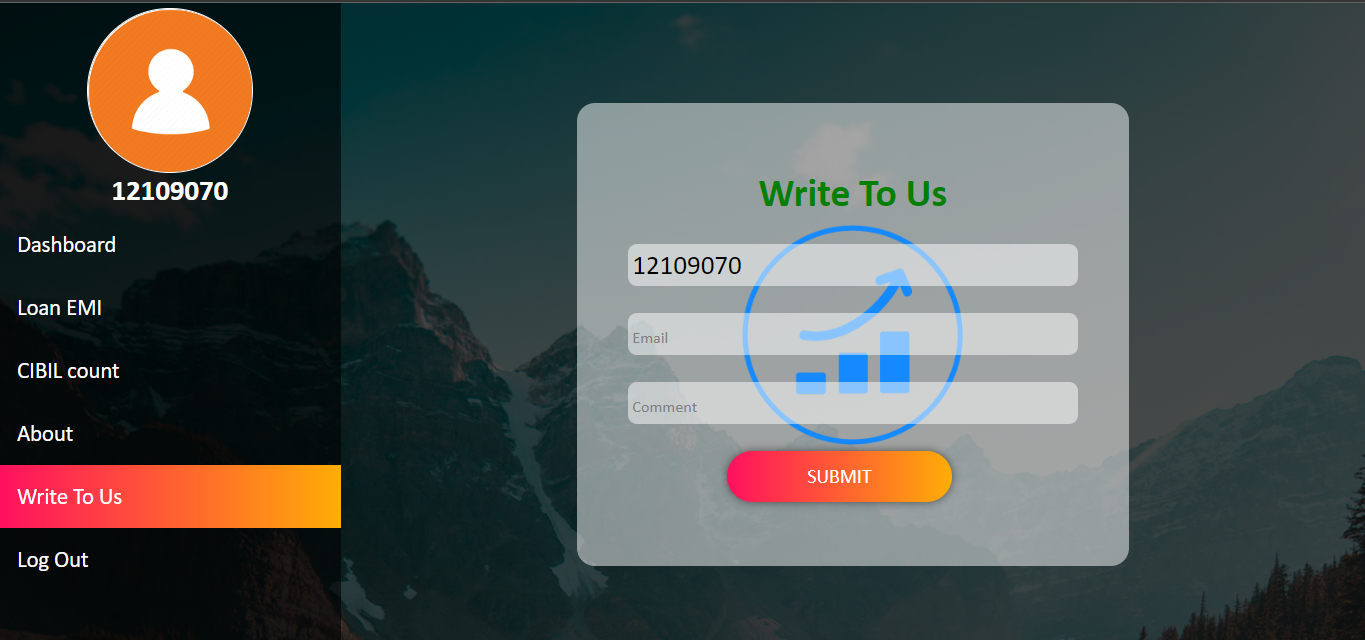 12109070
Dashboard
Loan EMI
CIBIL count
About
Write To Us
Log Out
Write To Us
12109070
Email
Comment
SUBMIT